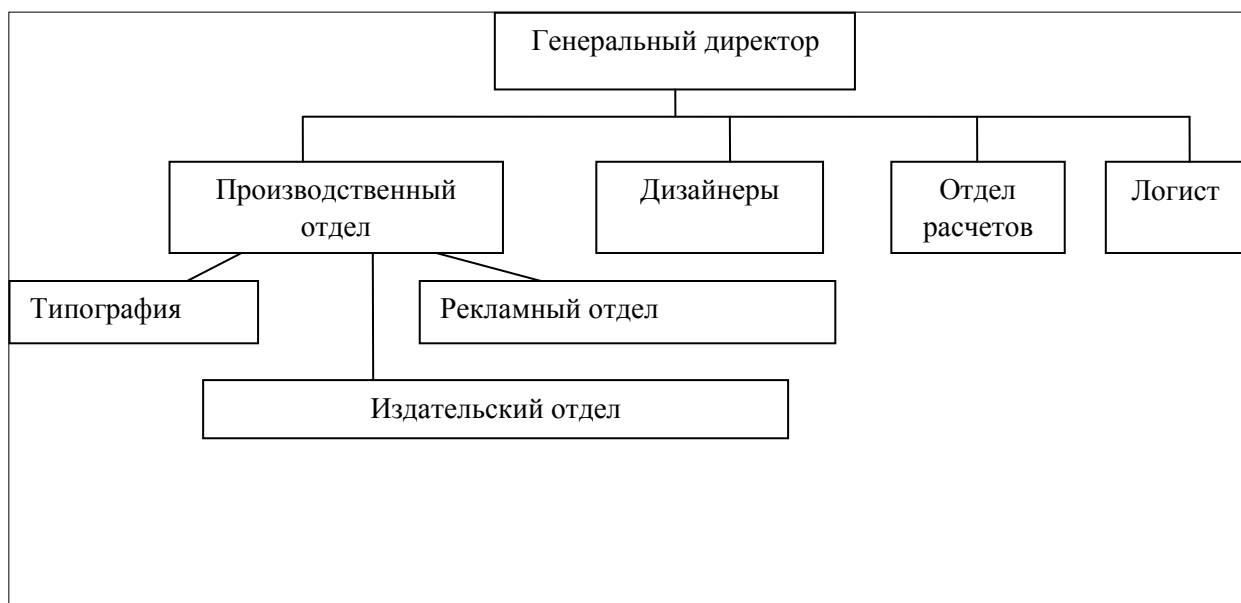 Генеральный директор
Производственный
отдел
Дизайнеры
Отдел
расчетов
Логист
Типография
Рекламный отдел
Издательский отдел